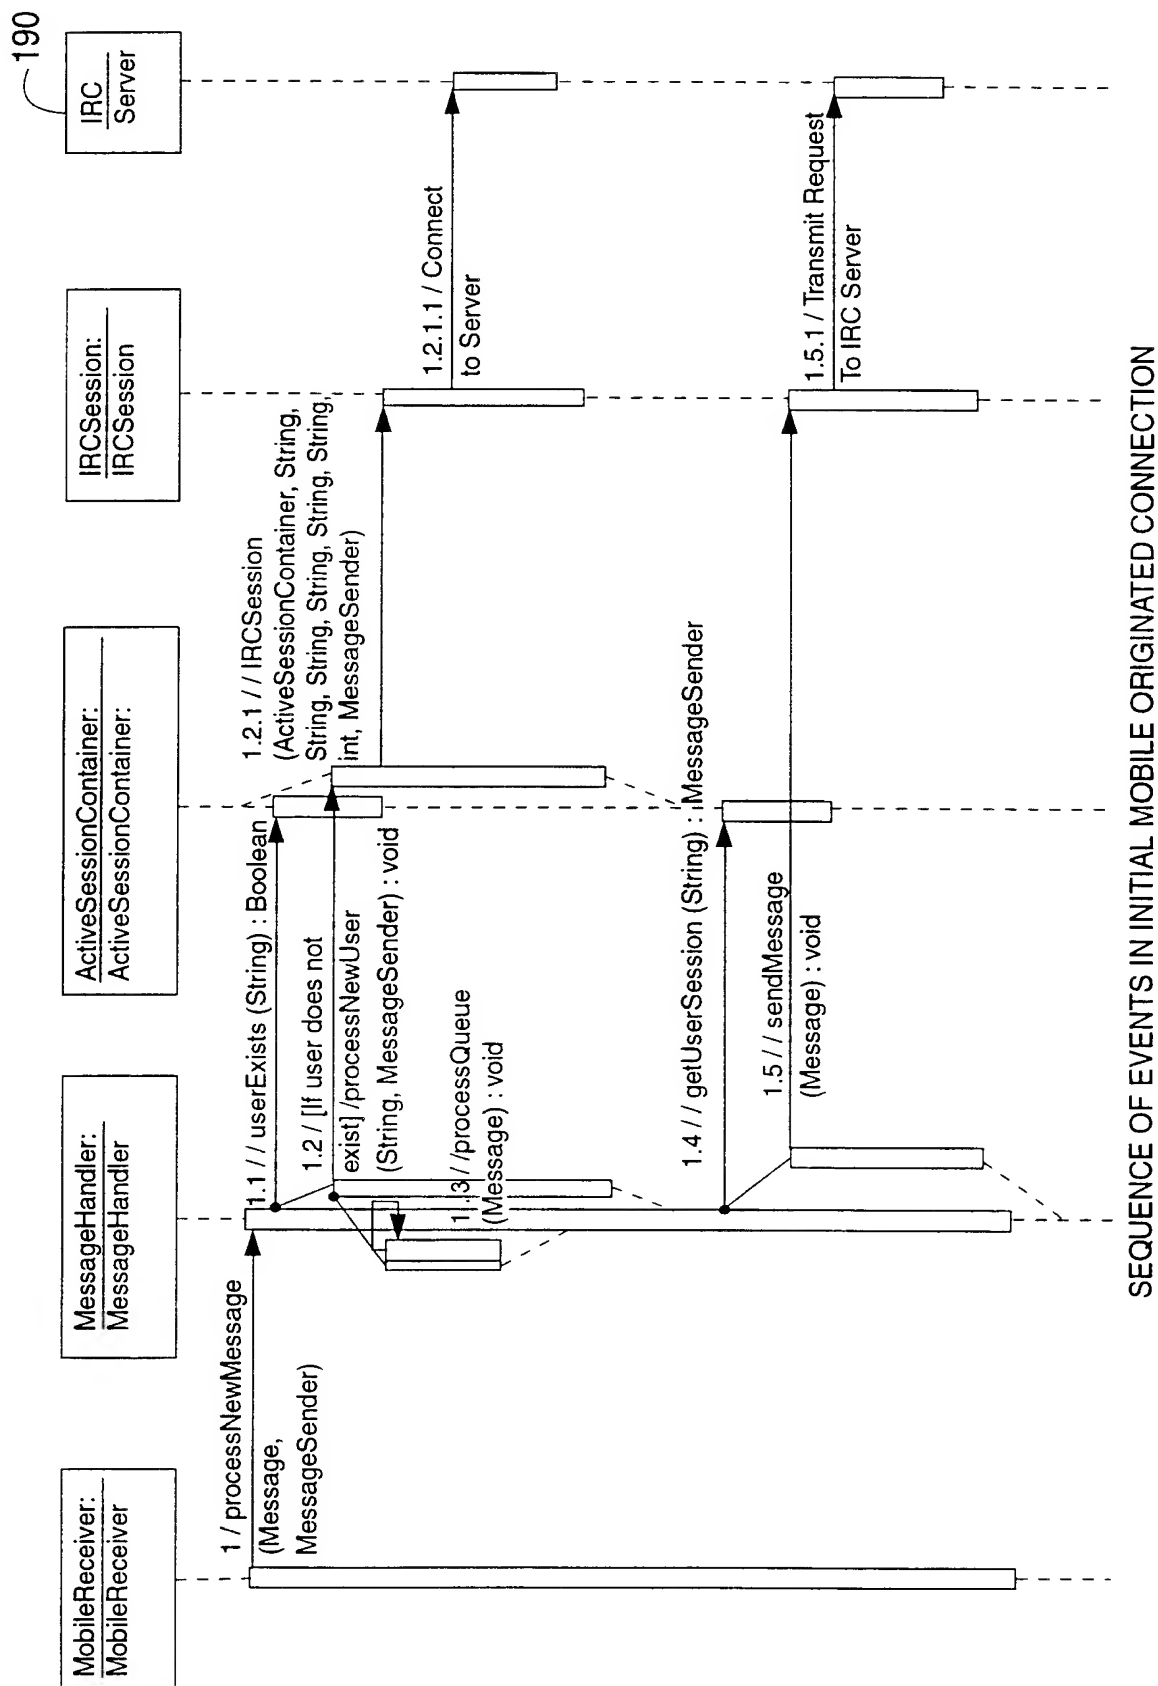 190
MobileReceiver:
MobileReceiver
MessageHandler:
MessageHandler
ActiveSessionContainer:
ActiveSessionContainer:
IRCSession:
IRCSession
IRC
Server
1 / processNewMessage
(Message,
MessageSender)
1.1 / / userExists (String) : Boolean
1.2 / [If user does not
exist] /processNewUser
(String, MessageSender) : void
1.2.1 / / IRCSession
(ActiveSessionContainer, String,
String, String, String, String, String,
int, MessageSender)
1.2.1.1 / Connect
to Server
1.3 / /processQueue
(Message) : void
1.4 / / getUserSession (String) : MessageSender
1.5 / / sendMessage
(Message) : void
1.5.1 / Transmit Request
To IRC Server
SEQUENCE OF EVENTS IN INITIAL MOBILE ORIGINATED CONNECTION